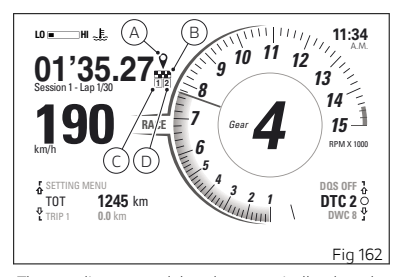 A
B
LO HI
11:34
A.M.
01'35.27
1 2
Session 1 - Lap 1/30
190
km/h
RACE
C
D
1
2
3
4
5
6
7
8
9
10
11
12
13
14
15
RPM X 1000
Gear 4
SETTING MENU
TOT 1245 km
TRIP 1 0.0 km
DQS OFF
DTC 2
DWC 8
Fig 162